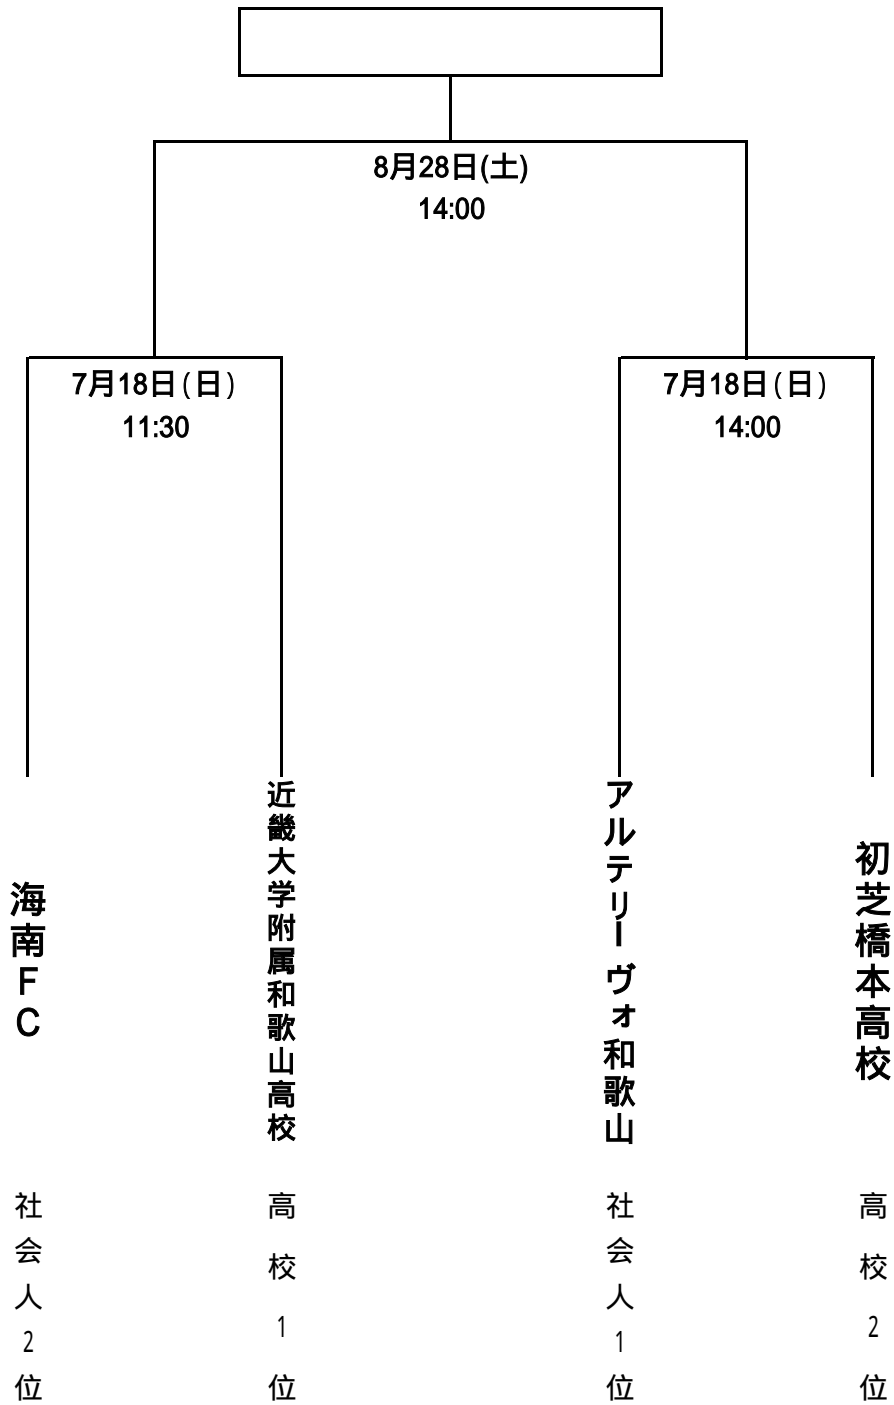 8月28日(土)
14:00
7月18日(日)
11:30
7月18日(日)
14:00
海南FC
近畿大学附属和歌山高校
アルテリーヴォ和歌山
初芝橋本高校
社会人2位
高校1位
社会人1位
高校2位